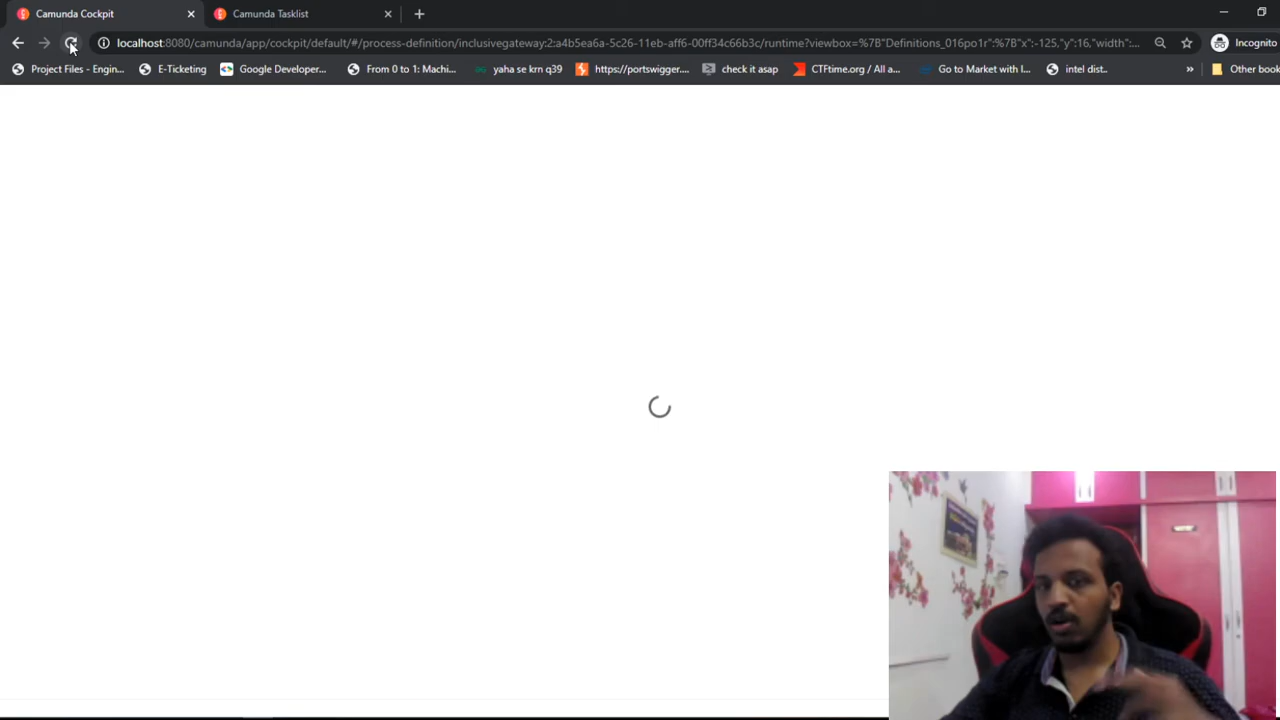 Camunda Cockpit
Camunda Tasklist
localhost:8080/camunda/app/cockpit/default/#/process-definition/inclusivegateway:2:a4b5ea6a-5c26-11eb-aff6-00ff34c66b3c/runtime?viewbox=%7B"Definitions_016po1r":%7B"x":-125,"y":16,"width":...
Incognito
Project Files - Engin...
E-Ticketing
Google Developer...
From 0 to 1: Machi...
yaha se krn q39
https://portswigger....
check it asap
CTFtime.org / All a...
Go to Market with I...
intel dist..
»
Other book